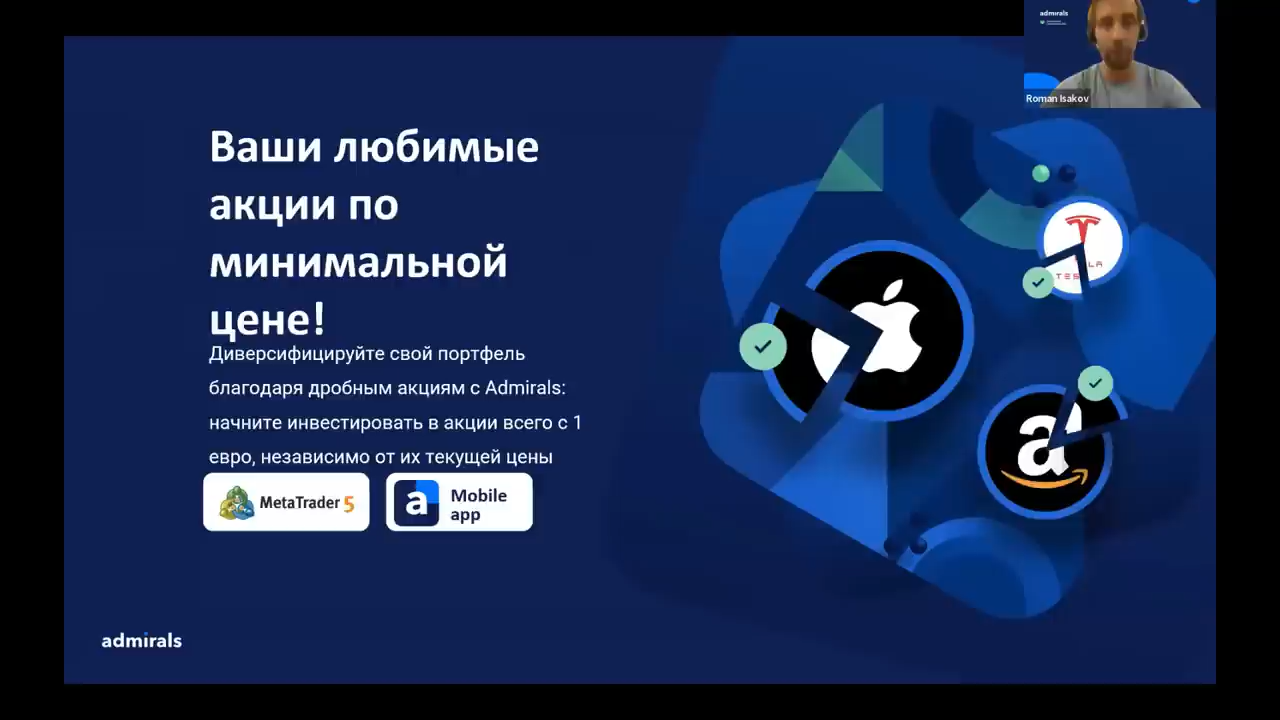 admirals
Roman Isakov
Ваши любимые
акции по
минимальной
цене!
Диверсифицируйте свой портфель
благодаря дробным акциям с Admirals:
начните инвестировать в акции всего с 1
евро, независимо от их текущей цены
MetaTrader 5
a Mobile
app
TESLA
a
admirals